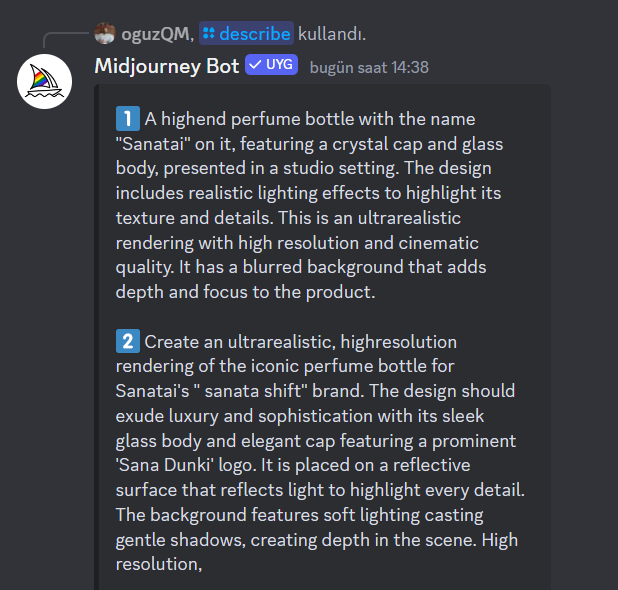 oguzQM, describe kullandı.
Midjourney Bot ✓ UYG bugün saat 14:38
1 A highend perfume bottle with the name
"Sanatai" on it, featuring a crystal cap and glass
body, presented in a studio setting. The design
includes realistic lighting effects to highlight its
texture and details. This is an ultrarealistic
rendering with high resolution and cinematic
quality. It has a blurred background that adds
depth and focus to the product.
2 Create an ultrarealistic, highresolution
rendering of the iconic perfume bottle for
Sanatai's " sanata shift" brand. The design should
exude luxury and sophistication with its sleek
glass body and elegant cap featuring a prominent
'Sana Dunki' logo. It is placed on a reflective
surface that reflects light to highlight every detail.
The background features soft lighting casting
gentle shadows, creating depth in the scene. High
resolution,